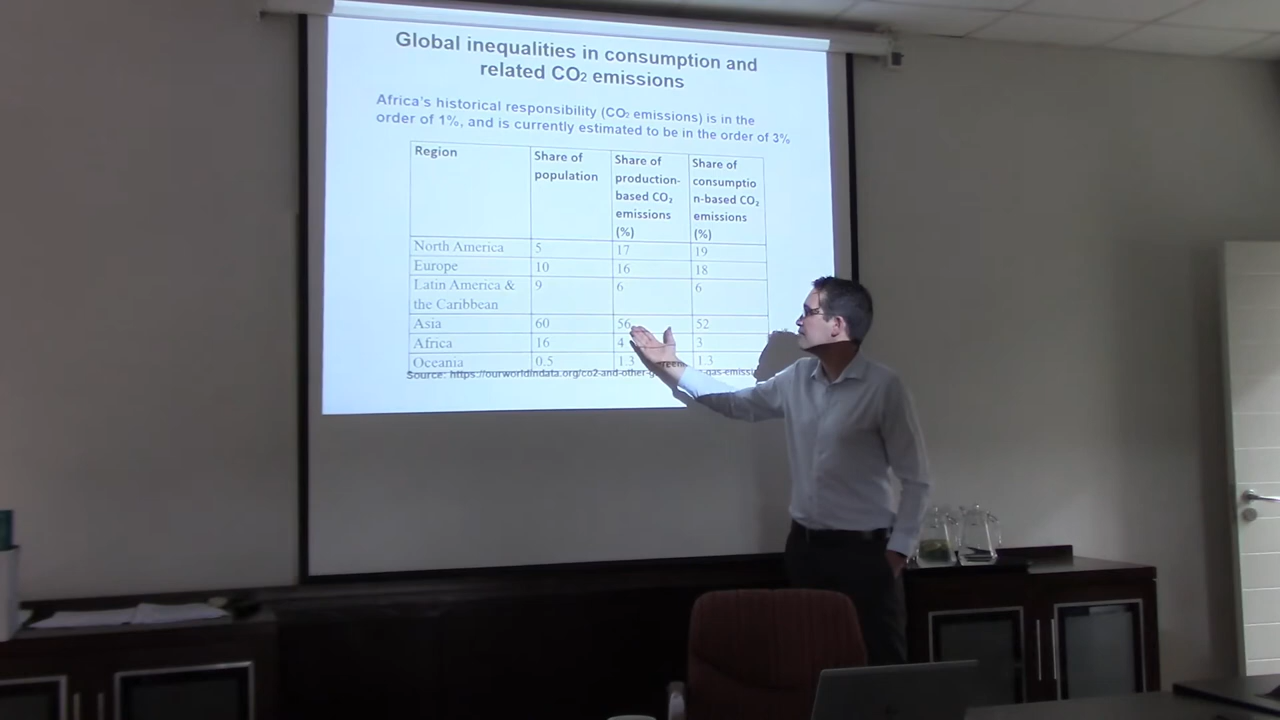 Global inequalities in consumption and
related CO₂ emissions
Africa's historical responsibility (CO₂ emissions) is in the
order of 1%, and is currently estimated to be in the order of 3%
Region Share of population Share of production-based CO₂ emissions (%) Share of consumptio n-based CO₂ emissions (%)
North America 5 17 19
Europe 10 16 18
Latin America & the Caribbean 9 6 6
Asia 60 56 52
Africa 16 4 3
Oceania 0.5 1.3 1.3
Source: https://ourworldindata.org/co2-and-other-